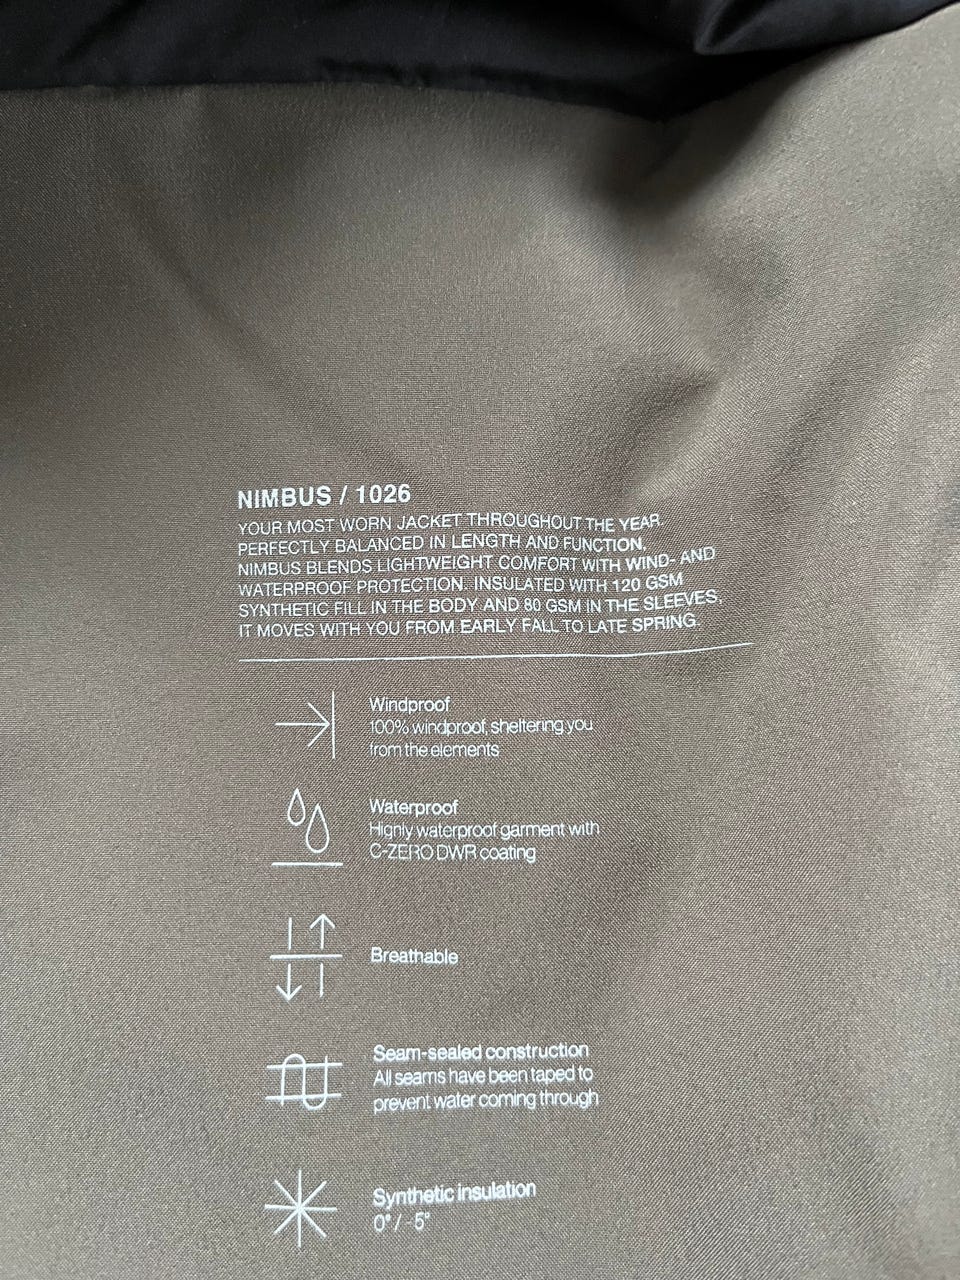 NIMBUS / 1026
YOUR MOST WORN JACKET THROUGHOUT THE YEAR.
PERFECTLY BALANCED IN LENGTH AND FUNCTION,
NIMBUS BLENDS LIGHTWEIGHT COMFORT WITH WIND- AND
WATERPROOF PROTECTION. INSULATED WITH 120 GSM
SYNTHETIC FILL IN THE BODY AND 80 GSM IN THE SLEEVES,
IT MOVES WITH YOU FROM EARLY FALL TO LATE SPRING.
Windproof
100% windproof, sheltering you
from the elements
Waterproof
Highly waterproof garment with
C-ZERO DWR coating
Breathable
Seam-sealed construction
All seams have been taped to
prevent water coming through
Synthetic insulation
0° / -5°